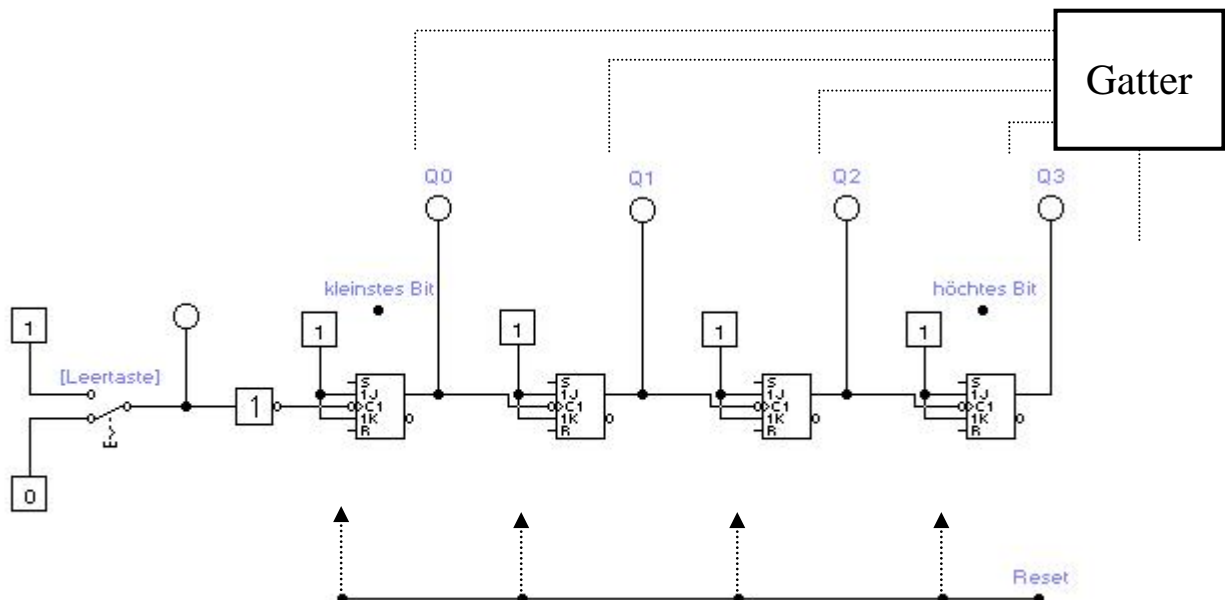 Gatter
Q0 Q1 Q2 Q3
kleinstes Bit höchtes Bit
1 1 1 1 1
[Leertaste]
S S S S
1J 1J 1J 1J
1 C1 C1 C1 C1
1K 1K 1K 1K
R R R R
0
Reset